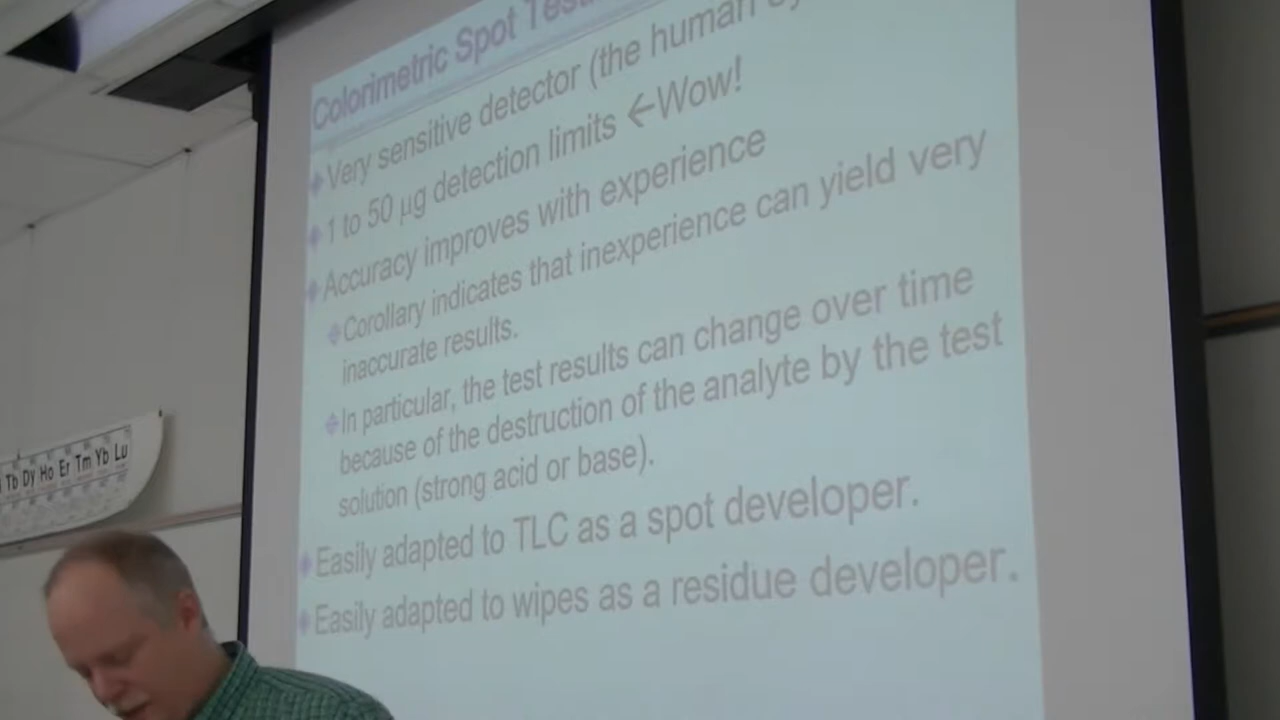 Colorimetric Spot
Very sensitive detector (the human
1 to 50 µg detection limits ←Wow!
Accuracy improves with experience
Corollary indicates that inexperience can yield very
inaccurate results.
In particular, the test results can change over time
because of the destruction of the analyte by the test
solution (strong acid or base).
Easily adapted to TLC as a spot developer.
Easily adapted to wipes as a residue developer.
Tb Dy Ho Er Tm Yb Lu